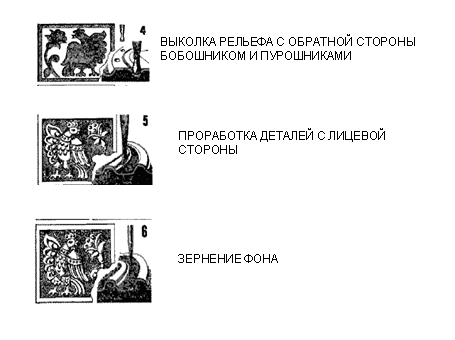 4
ВЫКОЛКА РЕЛЬЕФА С ОБРАТНОЙ СТОРОНЫ
БОБОШНИКОМ И ПУРОШНИКАМИ
5
ПРОРАБОТКА ДЕТАЛЕЙ С ЛИЦЕВОЙ
СТОРОНЫ
6
ЗЕРНЕНИЕ ФОНА